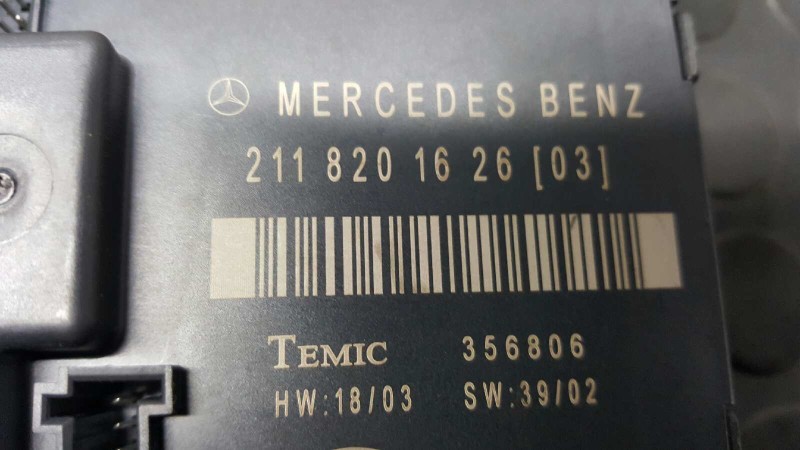 MERCEDES BENZ
211 820 16 26 [03]
TEMIC 356806
HW:18/03 SW:39/02